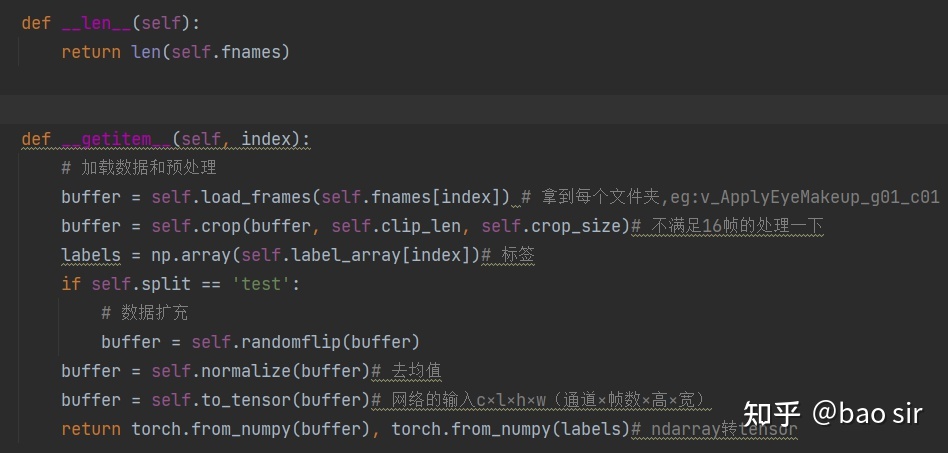 def __len__(self):
    return len(self.fnames)
def __getitem__(self, index):
    # 加载数据和预处理
    buffer = self.load_frames(self.fnames[index]) # 拿到每个文件夹,eg:v_ApplyEyeMakeup_g01_c01
    buffer = self.crop(buffer, self.clip_len, self.crop_size)# 不满足16帧的处理一下
    labels = np.array(self.label_array[index])# 标签
    if self.split == 'test':
        # 数据扩充
        buffer = self.randomflip(buffer)
    buffer = self.normalize(buffer)# 去均值
    buffer = self.to_tensor(buffer)# 网络的输入c×l×h×w（通道×帧数×高×宽）
    return torch.from_numpy(buffer), torch.from_numpy(labels)# ndarray转tensor
知乎 @bao sir